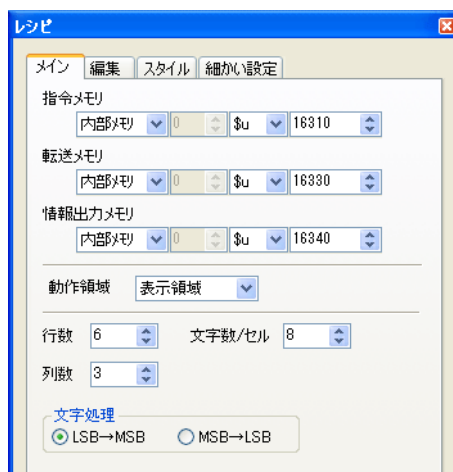 レシピ
メイン 編集 スタイル 細かい設定
指令メモリ
内部メモリ 0 $u 16310
転送メモリ
内部メモリ 0 $u 16330
情報出力メモリ
内部メモリ 0 $u 16340
動作領域 表示領域
行数 6 文字数/セル 8
列数 3
文字処理
LSB→MSB MSB→LSB